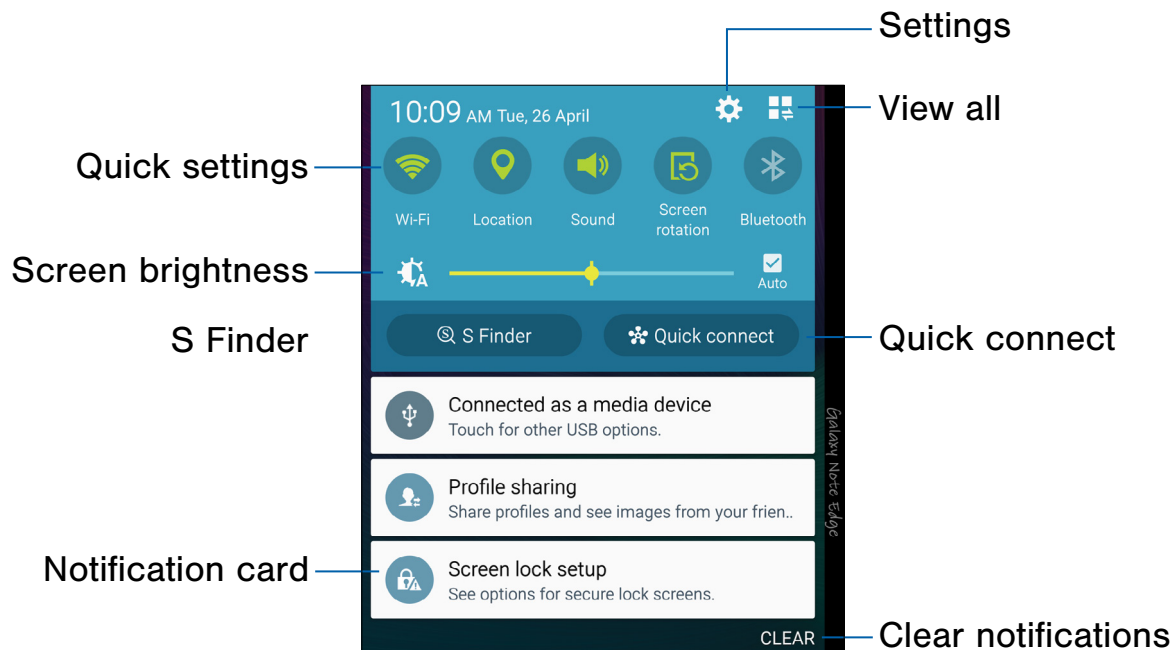 Settings
10:09 AM Tue, 26 April
View all
Quick settings
Wi-Fi
Location
Sound
Screen
rotation
Bluetooth
Screen brightness
A
Auto
S Finder
S S Finder
Quick connect
Quick connect
Connected as a media device
Touch for other USB options.
Galaxy Note Edge
Profile sharing
Share profiles and see images from your frien..
Notification card
Screen lock setup
See options for secure lock screens.
CLEAR
Clear notifications